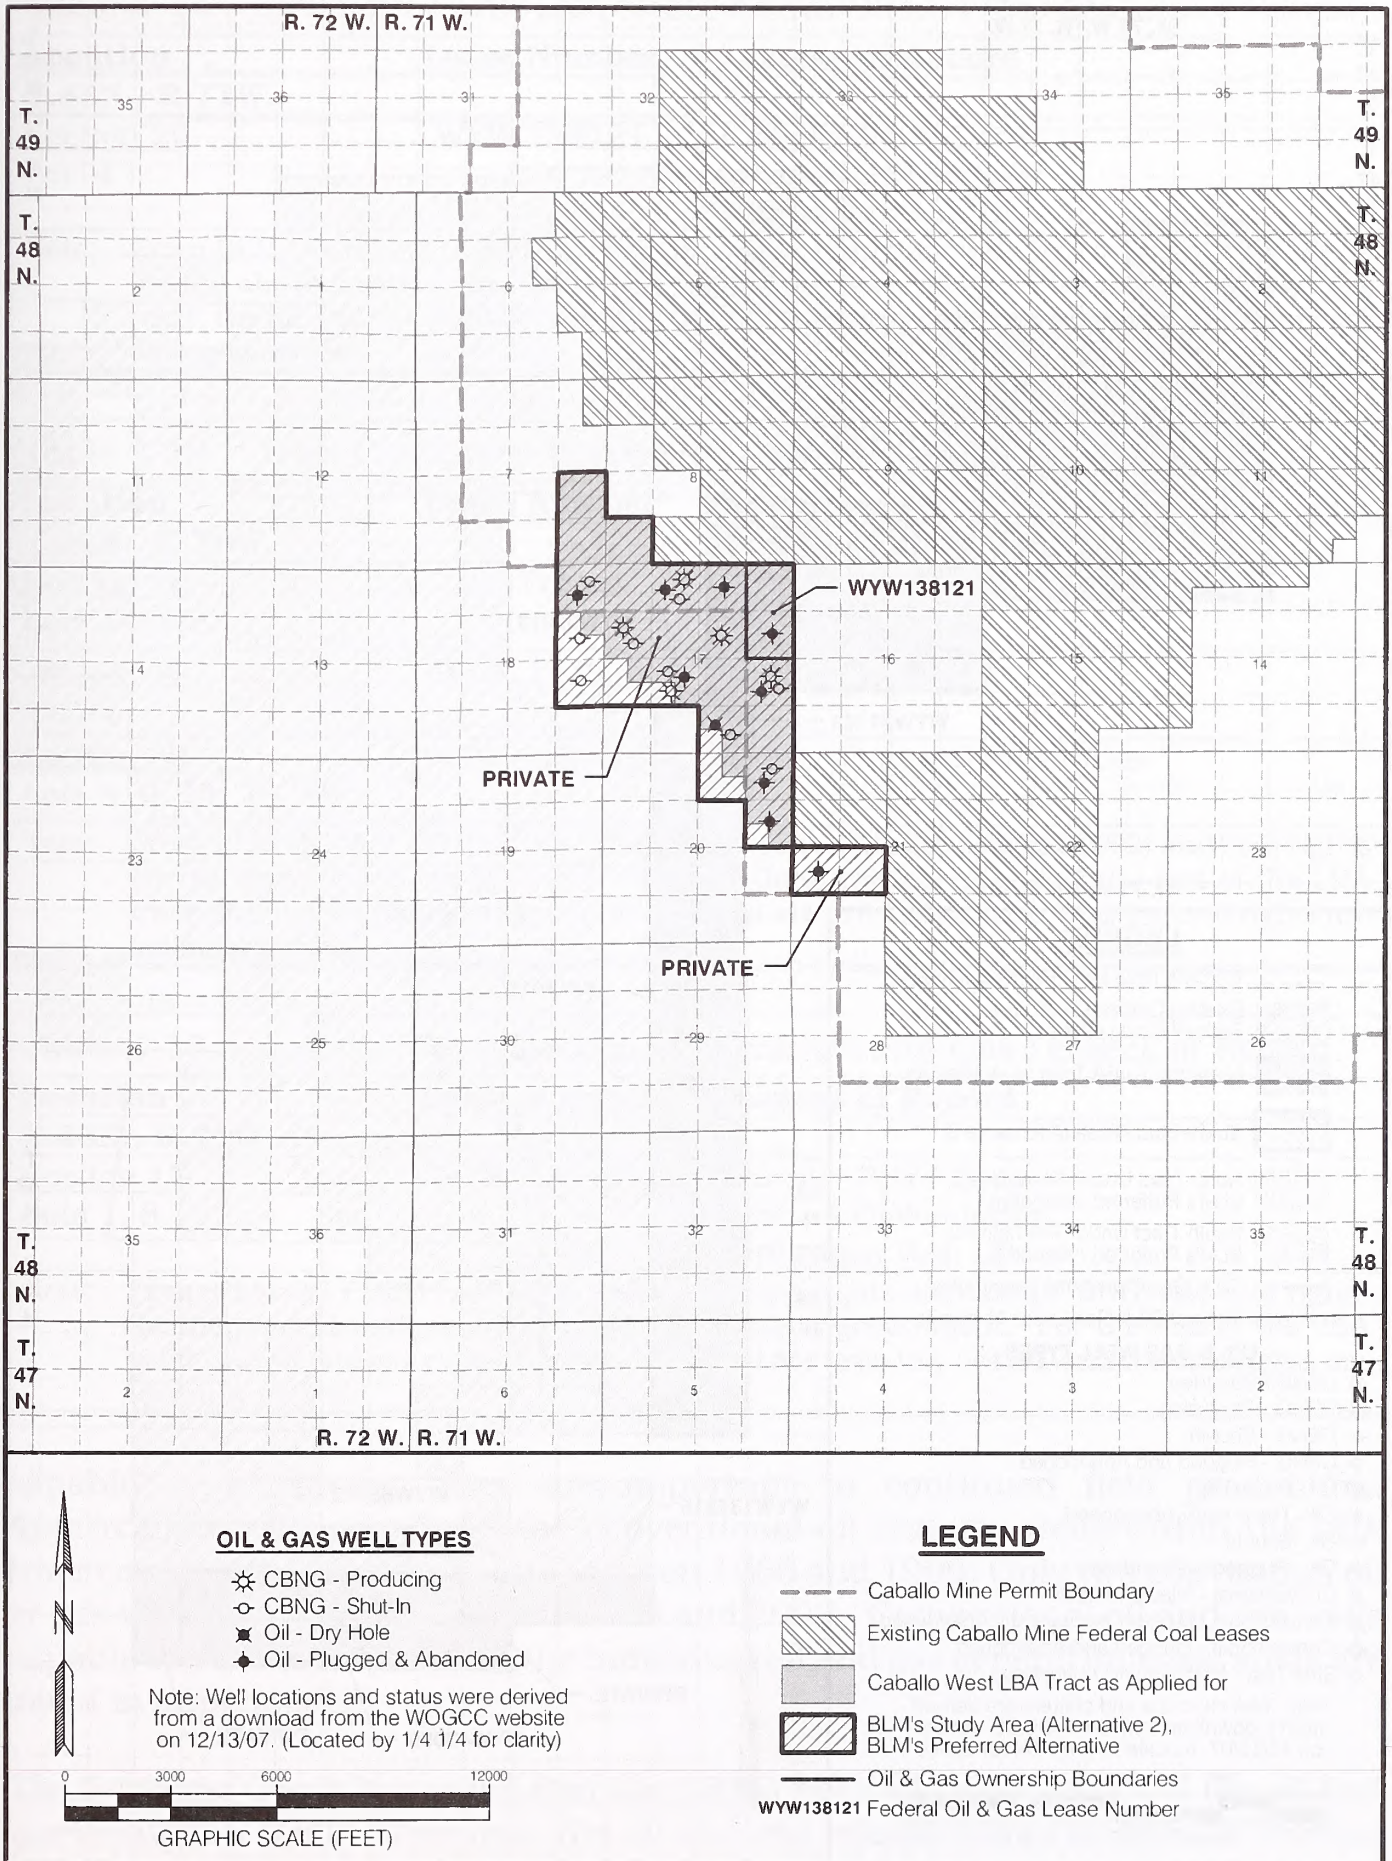 R. 72 W. R. 71 W.
35 36 31 32 33 34 35
T. 49 N.
T. 49 N.
T. 48 N.
T. 48 N.
2 1 6 5 4 3 2
11 12 7 8 9 10 11
WYW138121
14 13 18 17 16 15 14
PRIVATE
23 24 19 20 21 22 23
PRIVATE
26 25 30 29 28 27 26
35 36 31 32 33 34 35
T. 48 N.
T. 48 N.
T. 47 N.
T. 47 N.
2 1 6 5 4 3 2
R. 72 W. R. 71 W.
N
OIL & GAS WELL TYPES
CBNG - Producing
CBNG - Shut-In
Oil - Dry Hole
Oil - Plugged & Abandoned
Note: Well locations and status were derived
from a download from the WOGCC website
on 12/13/07. (Located by 1/4 1/4 for clarity)
0 3000 6000 12000
GRAPHIC SCALE (FEET)
LEGEND
Caballo Mine Permit Boundary
Existing Caballo Mine Federal Coal Leases
Caballo West LBA Tract as Applied for
BLM's Study Area (Alternative 2),
BLM's Preferred Alternative
Oil & Gas Ownership Boundaries
WYW138121 Federal Oil & Gas Lease Number